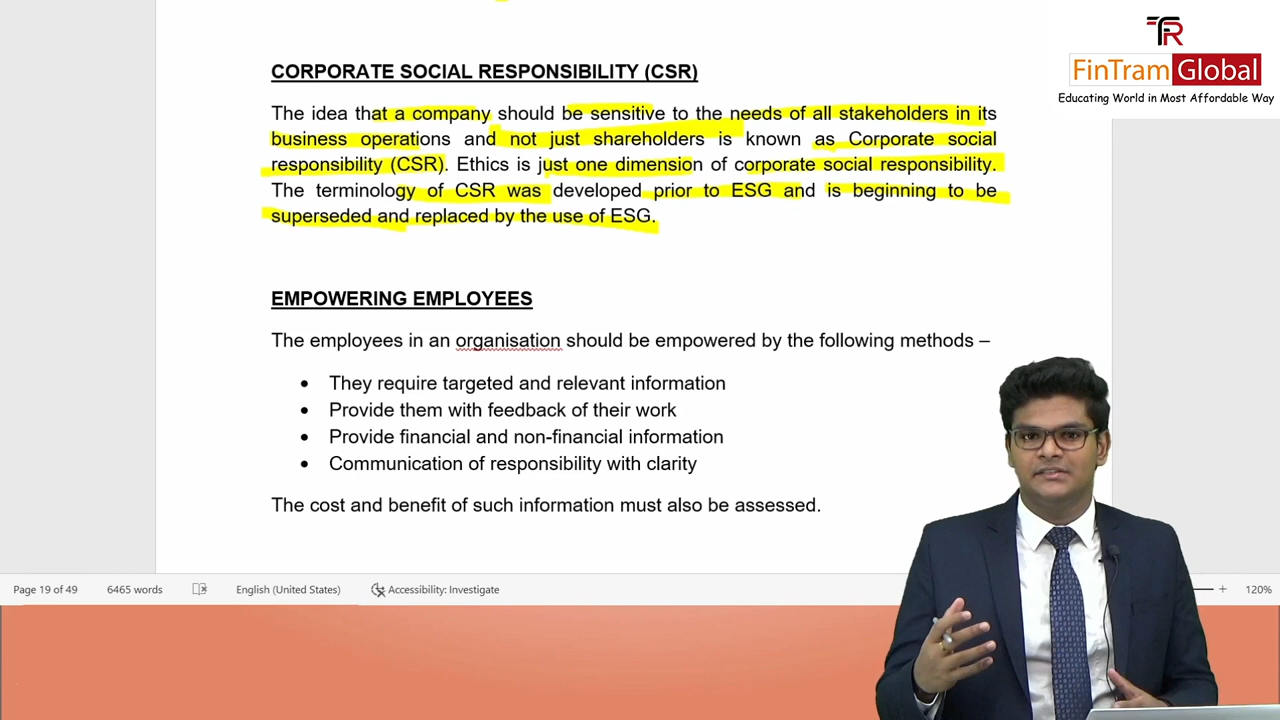 TR
FinTram Global
Educating World in Most Affordable Way
CORPORATE SOCIAL RESPONSIBILITY (CSR)
The idea that a company should be sensitive to the needs of all stakeholders in its
business operations and not just shareholders is known as Corporate social
responsibility (CSR). Ethics is just one dimension of corporate social responsibility.
The terminology of CSR was developed prior to ESG and is beginning to be
superseded and replaced by the use of ESG.
EMPOWERING EMPLOYEES
The employees in an organisation should be empowered by the following methods –
• They require targeted and relevant information
• Provide them with feedback of their work
• Provide financial and non-financial information
• Communication of responsibility with clarity
The cost and benefit of such information must also be assessed.
Page 19 of 49 6465 words English (United States) Accessibility: Investigate + 120%